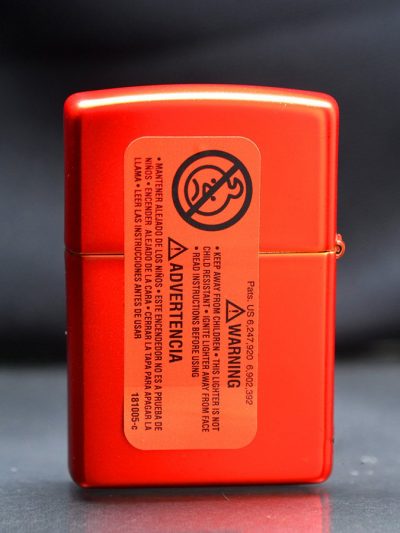 Pats. US 6,247,920 6,902,392
WARNING
• KEEP AWAY FROM CHILDREN • THIS LIGHTER IS NOT
CHILD RESISTANT • IGNITE LIGHTER AWAY FROM FACE
• READ INSTRUCTIONS BEFORE USING
ADVERTENCIA
• MANTENER ALEJADO DE LOS NIÑOS • ESTE ENCENDEDOR NO ES A PRUEBA DE
NIÑOS • ENCENDER ALEJADO DE LA CARA • CERRAR LA TAPA PARA APAGAR LA
LLAMA • LEER LAS INSTRUCCIONES ANTES DE USAR
181005-c